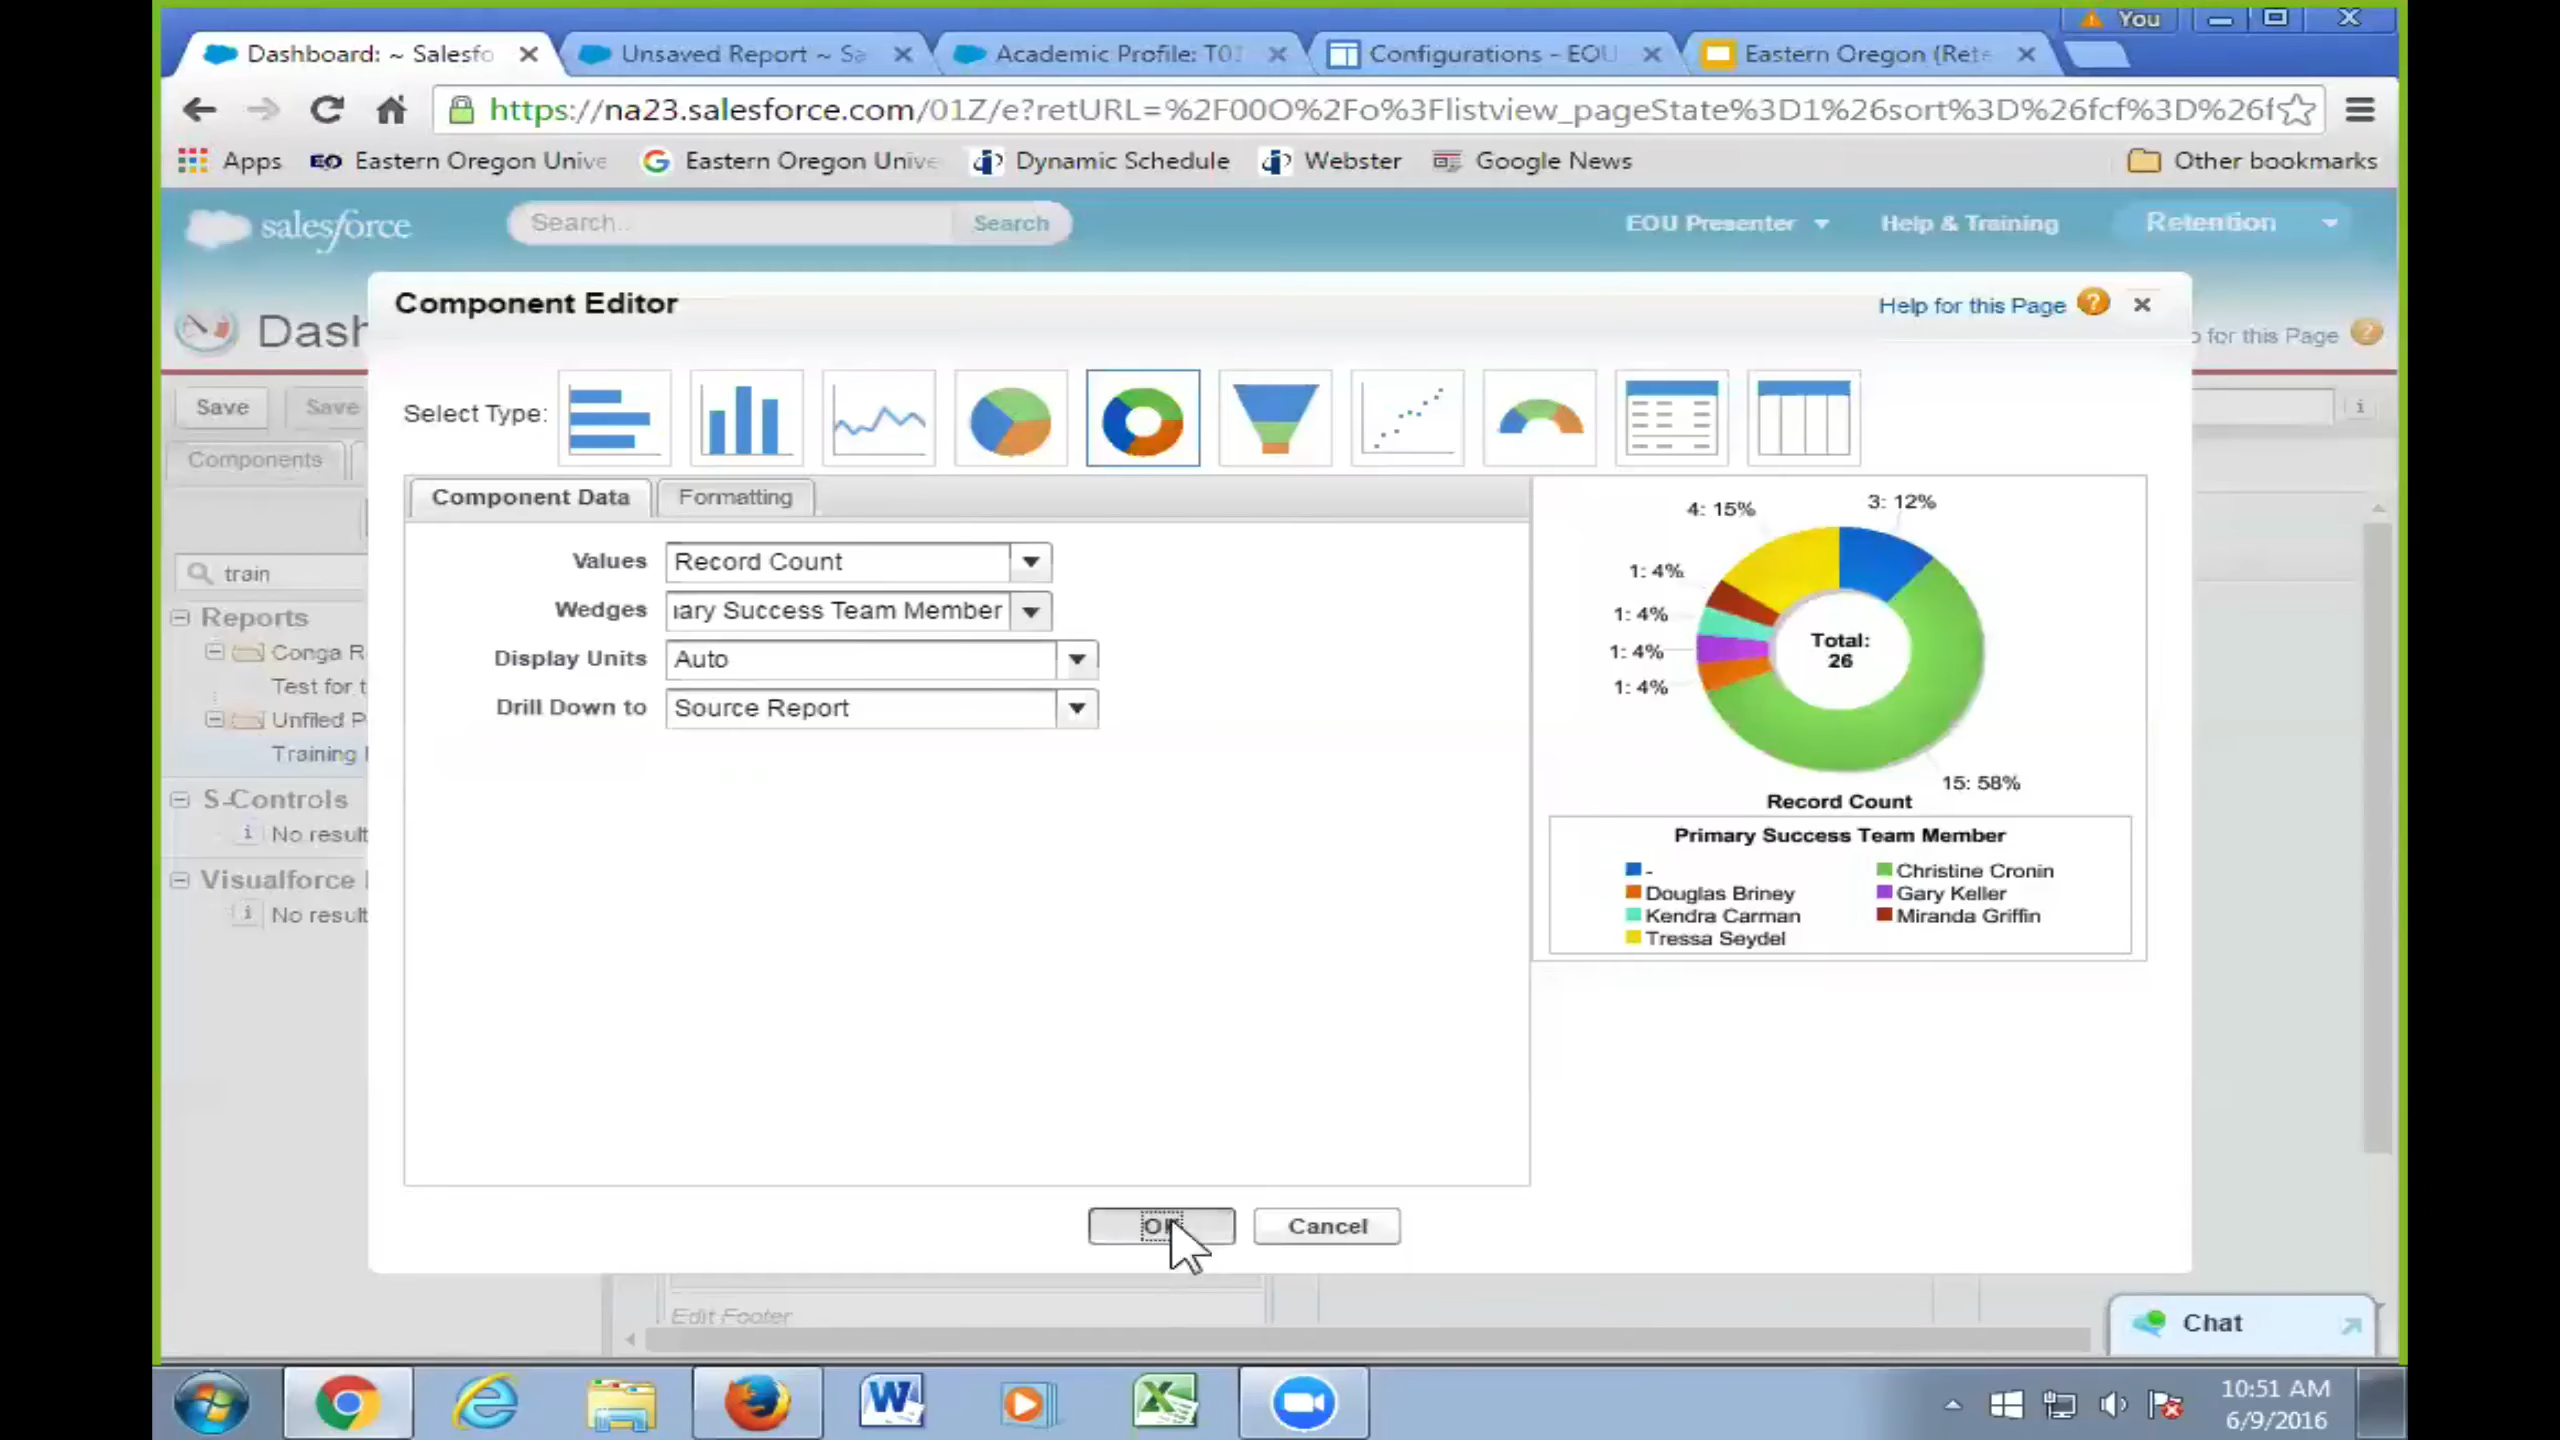 You
Dashboard: ~ Salesfo
Unsaved Report ~ Sa
Academic Profile: T01
Configurations - EOU
Eastern Oregon (Rete
https://na23.salesforce.com/01Z/e?retURL=%2F00O%2Fo%3Flistview_pageState%3D1%26sort%3D%26fcf%3D%26f
Apps
EO Eastern Oregon Unive
Eastern Oregon Unive
Dynamic Schedule
Webster
Google News
Other bookmarks
salesforce
Search...
Search
EOU Presenter
Help & Training
Retention
Component Editor
Help for this Page
Dash
for this Page
Select Type:
Save
Save
Components
Component Data
Formatting
train
Values
Record Count
Wedges
ary Success Team Member
Display Units
Auto
Drill Down to
Source Report
Reports
Conga R
Test for t
Unfiled P
Training
S-Controls
No result
Visualforce
No result
4: 15%
3: 12%
1: 4%
1: 4%
1: 4%
1: 4%
Total:
26
15: 58%
Record Count
Primary Success Team Member
-
Christine Cronin
Douglas Briney
Gary Keller
Kendra Carman
Miranda Griffin
Tressa Seydel
OK
Cancel
Edit Footer
Chat
10:51 AM
6/9/2016